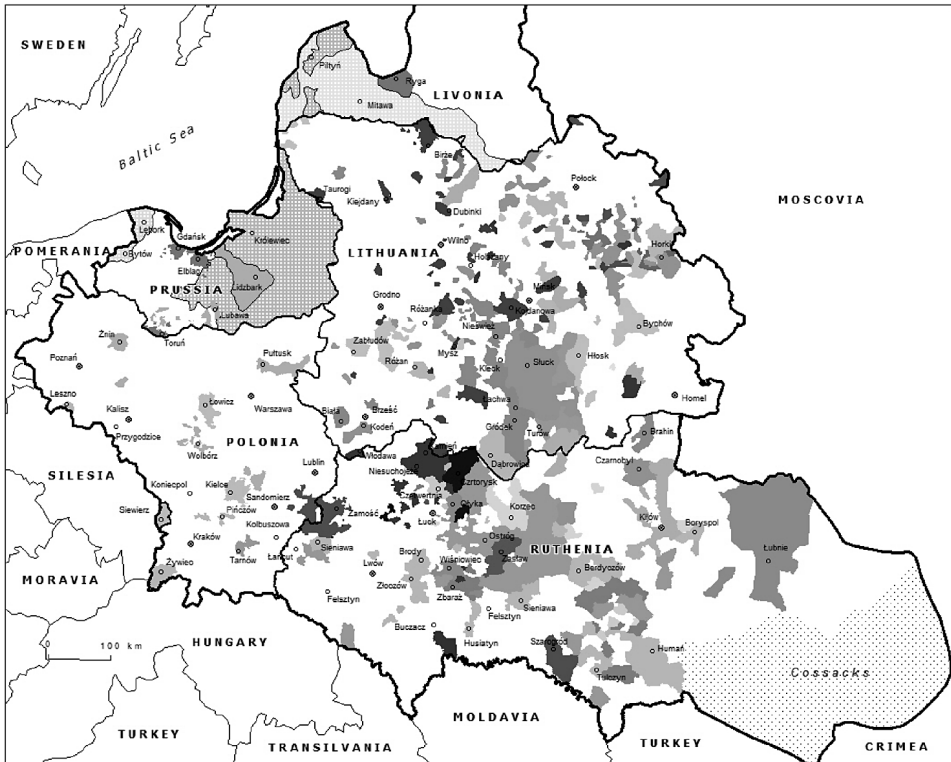 SWEDEN
Piltyń
Ryga
LIVONIA
Mitawa
Baltic Sea
Birże
Połock
Taurogi
Kiejdany
MOSCOVIA
Dubinki
Lębork
Gdańsk
Królewiec
Wilno
Horki
POMERANIA
Bytów
LITHUANIA
Holszany
Elbląg
Lidzbark
PRUSSIA
Mińsk
Grodno
Kojdanowa
Lubawa
Różanka
Bychów
Toruń
Nieśwież
Żnin
Zabłudów
Mysz
Hłosk
Poznań
Pułtusk
Różan
Kleck
Słuck
Leszno
Łowicz
Warszawa
Homel
Kalisz
Biała
Brześć
Łachwa
Przygodzice
Kodeń
Gródek
Turów
Brahin
POLONIA
Wolbórz
Włodawa
Dąbrowica
Czarnobyl
Lublin
Niesuchojże
SILESIA
Koniecpol
Kielce
Czrtorysk
Sandomierz
Czetwertnia
Ołyka
Siewierz
Pińczów
Zamość
Korzec
Kijów
Boryspol
Kolbuszowa
Łuck
Kraków
Sieniawa
Ostróg
RUTHENIA
Łańcut
Brody
Zasław
Łubnie
Tarnów
Wiśniowiec
Żywiec
Lwów
Berdyczów
MORAVIA
Złoczów
Zbaraż
Felsztyn
Sieniawa
Felsztyn
Buczacz
HUNGARY
Husiatyn
Szarogród
Humań
0 100 km
Tulczyn
Cossacks
MOLDAVIA
TURKEY
TRANSILVANIA
TURKEY
CRIMEA